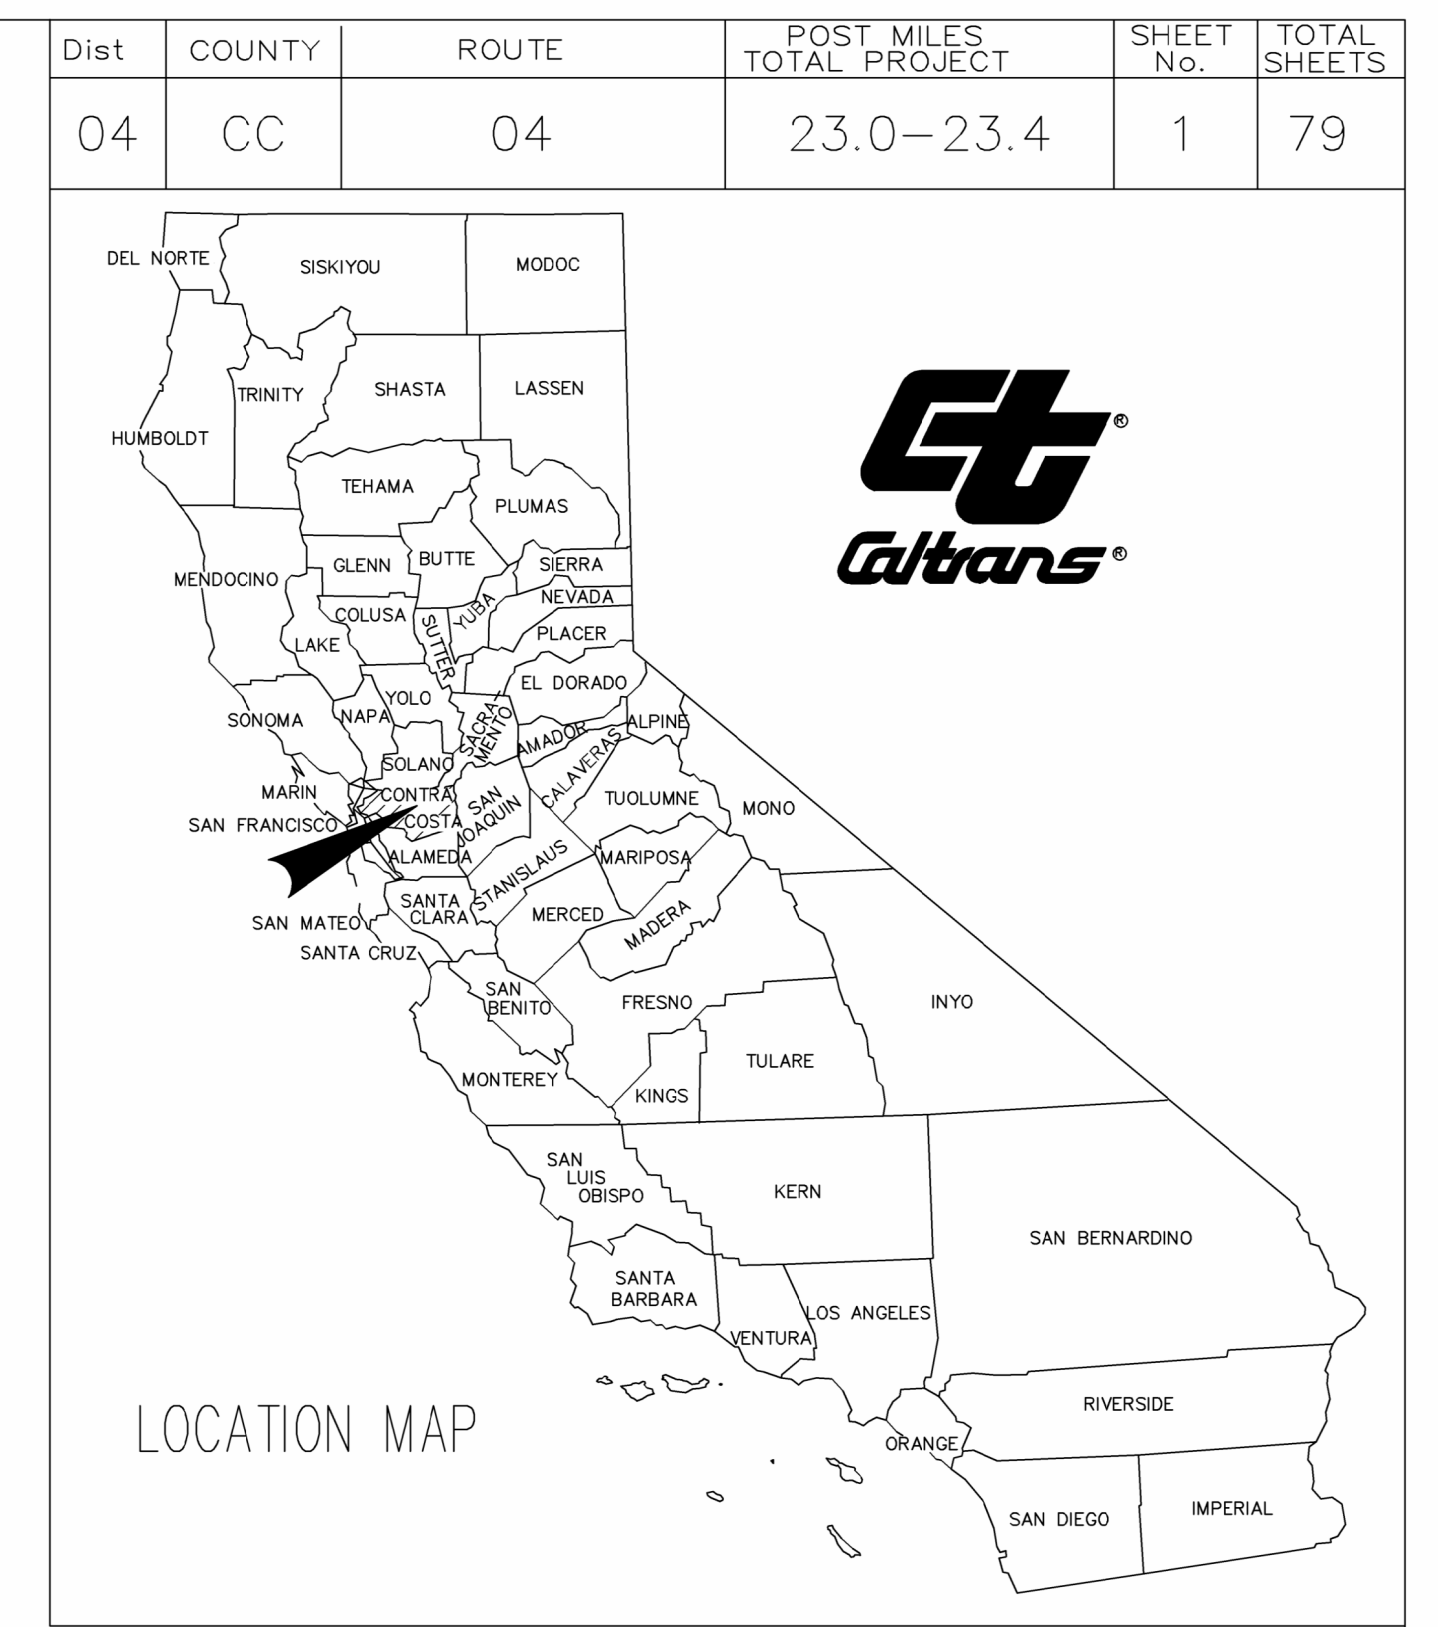 Dist COUNTY ROUTE POST MILES TOTAL PROJECT SHEET No. TOTAL SHEETS
04 CC 04 23.0-23.4 1 79
DEL NORTE
SISKIYOU
MODOC
TRINITY
SHASTA
LASSEN
HUMBOLDT
TEHAMA
PLUMAS
Caltrans®
GLENN
BUTTE
SIERRA
MENDOCINO
NEVADA
COLUSA
YUBA
SUTTER
PLACER
LAKE
EL DORADO
YOLO
NAPA
SONOMA
SACRA-
MENTO
ALPINE
AMADOR
SOLANO
CALAVERAS
MARIN
CONTRA
COSTA
SAN
JOAQUIN
TUOLUMNE
MONO
SAN FRANCISCO
ALAMEDA
STANISLAUS
MARIPOSA
SANTA
CLARA
MERCED
MADERA
SAN MATEO
SANTA CRUZ
SAN
BENITO
FRESNO
INYO
TULARE
MONTEREY
KINGS
SAN
LUIS
OBISPO
KERN
SAN BERNARDINO
SANTA
BARBARA
LOS ANGELES
VENTURA
RIVERSIDE
LOCATION MAP
ORANGE
IMPERIAL
SAN DIEGO